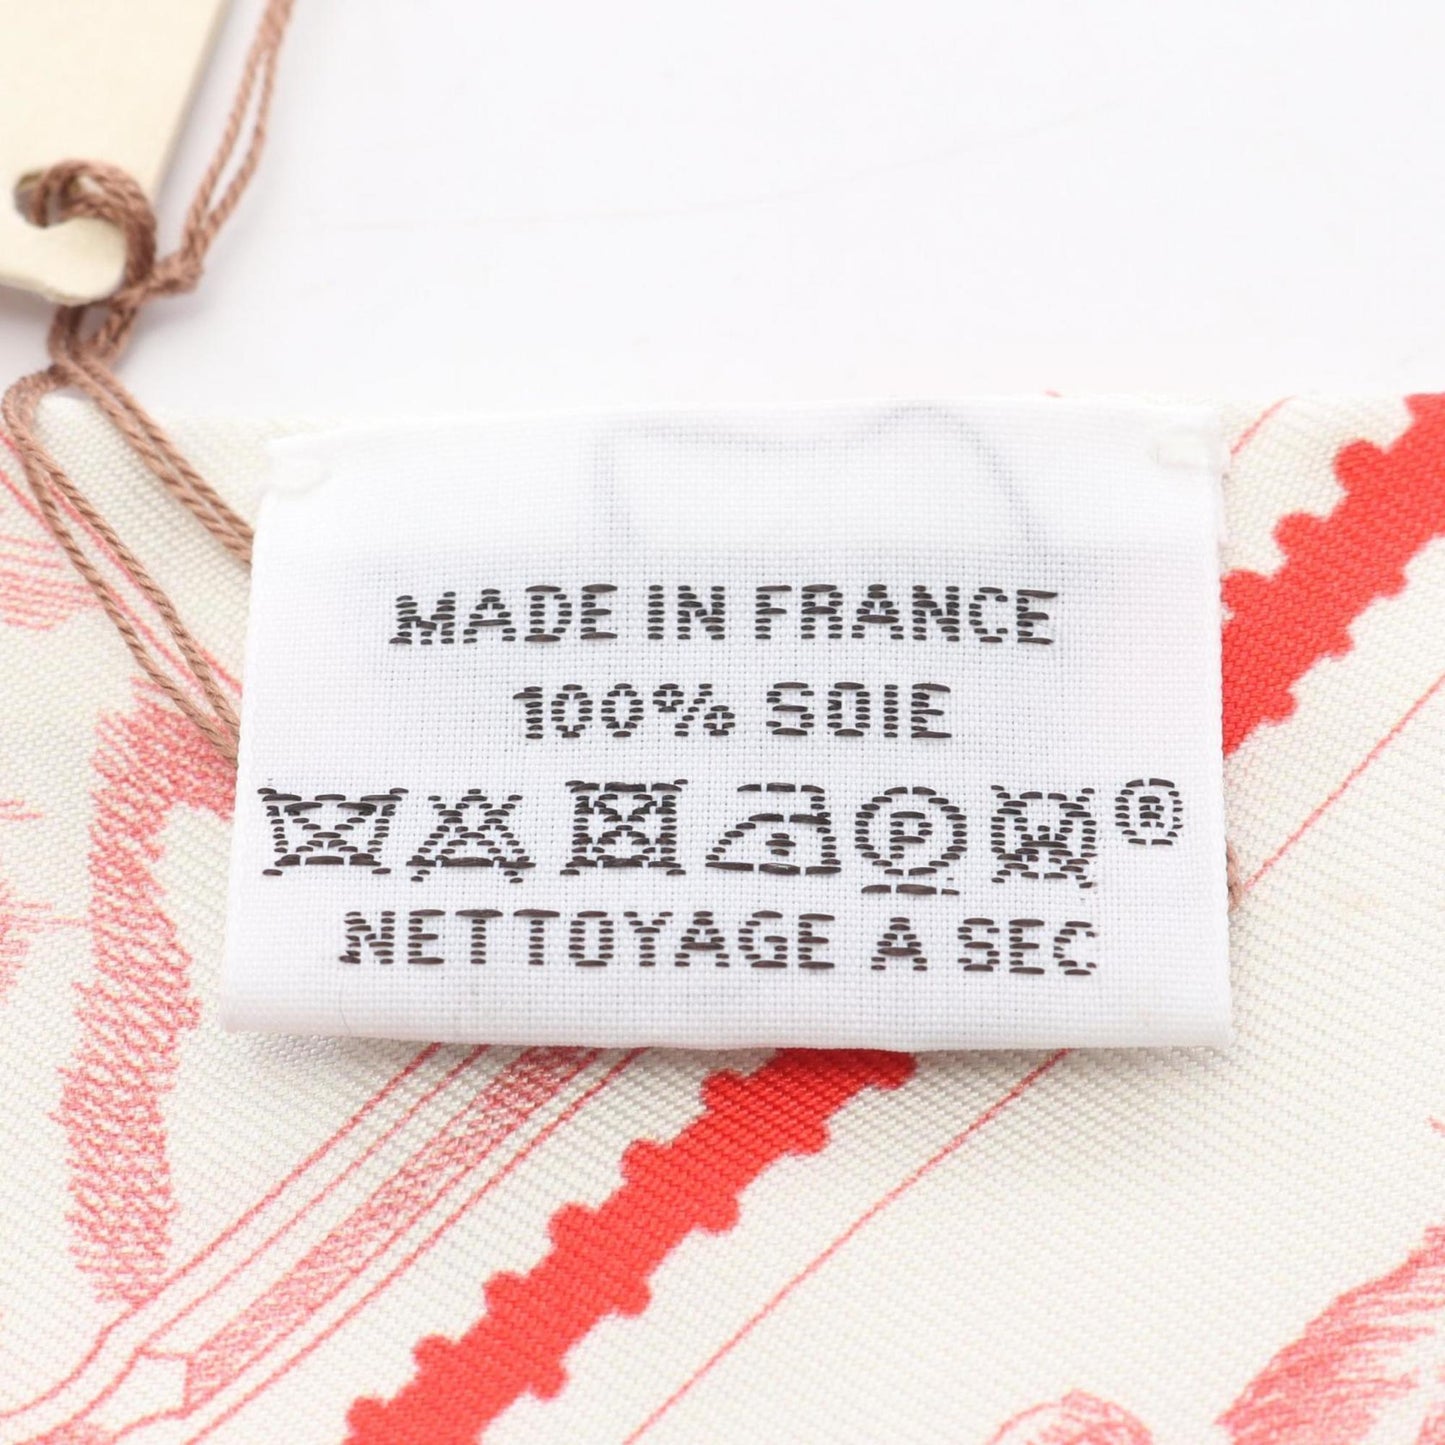 MADE IN FRANCE
100% SOIE
P W ®
NETTOYAGE A SEC